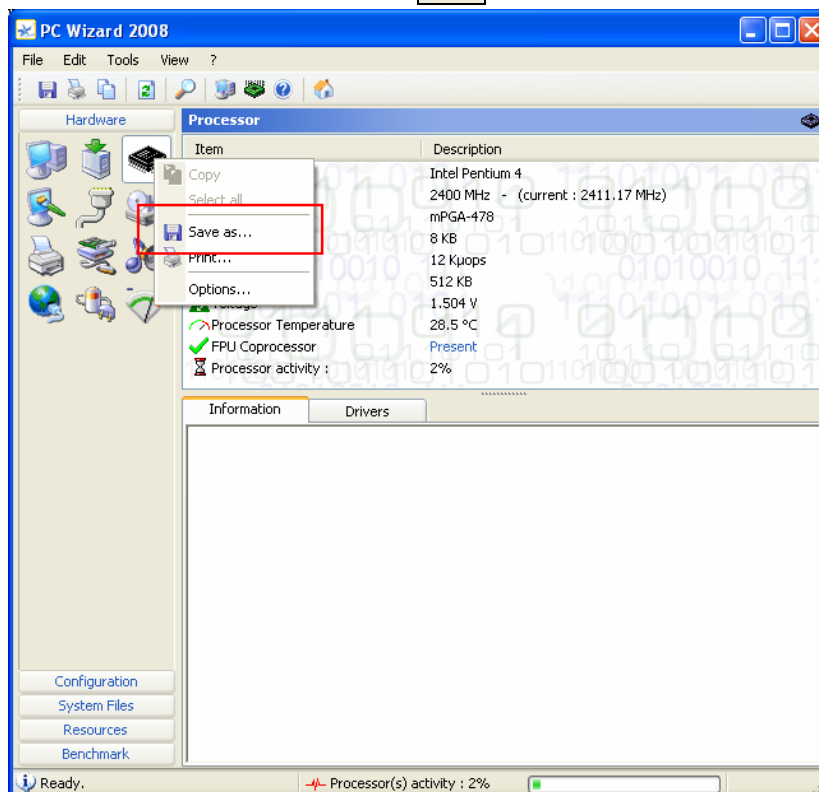 PC Wizard 2008
File Edit Tools View ?
Hardware
Processor
Item Description
Copy
Select all
Save as...
Print...
Options...
Intel Pentium 4
2400 MHz - (current : 2411.17 MHz)
mPGA-478
8 KB
12 Kµops
512 KB
Voltage 1.504 V
Processor Temperature 28.5 °C
FPU Coprocessor Present
Processor activity : 2%
Information Drivers
Configuration
System Files
Resources
Benchmark
Ready. Processor(s) activity : 2%